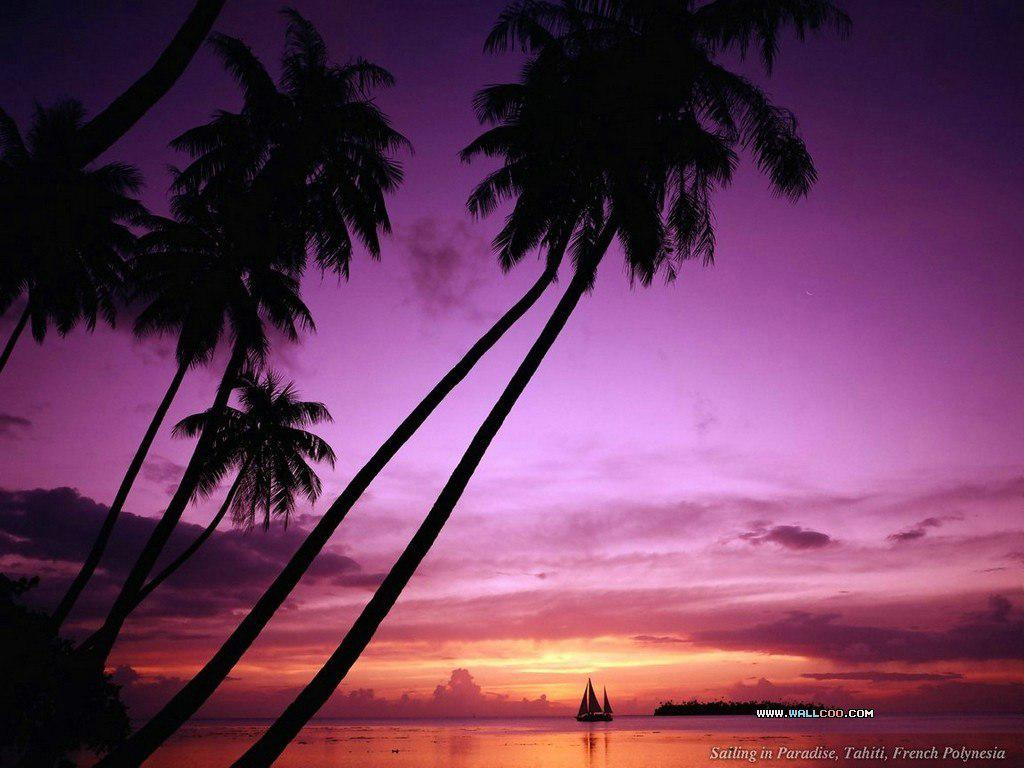 www.WALLCOO.COM
Sailing in Paradise, Tahiti, French Polynesia